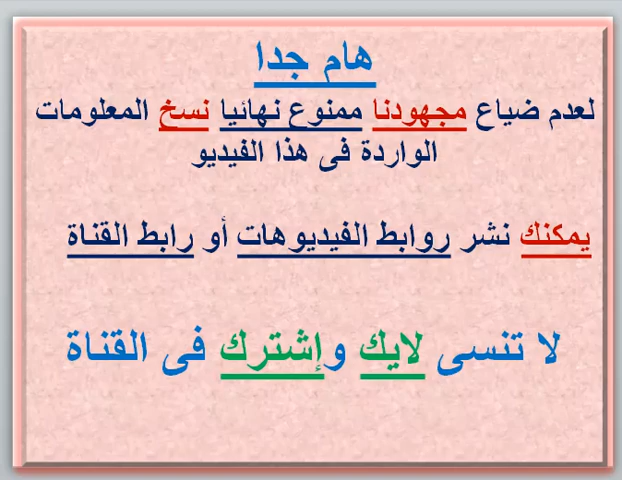 هام جدا
لعدم ضياع مجهودنا ممنوع نهائيا نسخ المعلومات
الواردة فى هذا الفيديو
يمكنك نشر روابط الفيديوهات أو رابط القناة
لا تنسى لايك وإشترك فى القناة